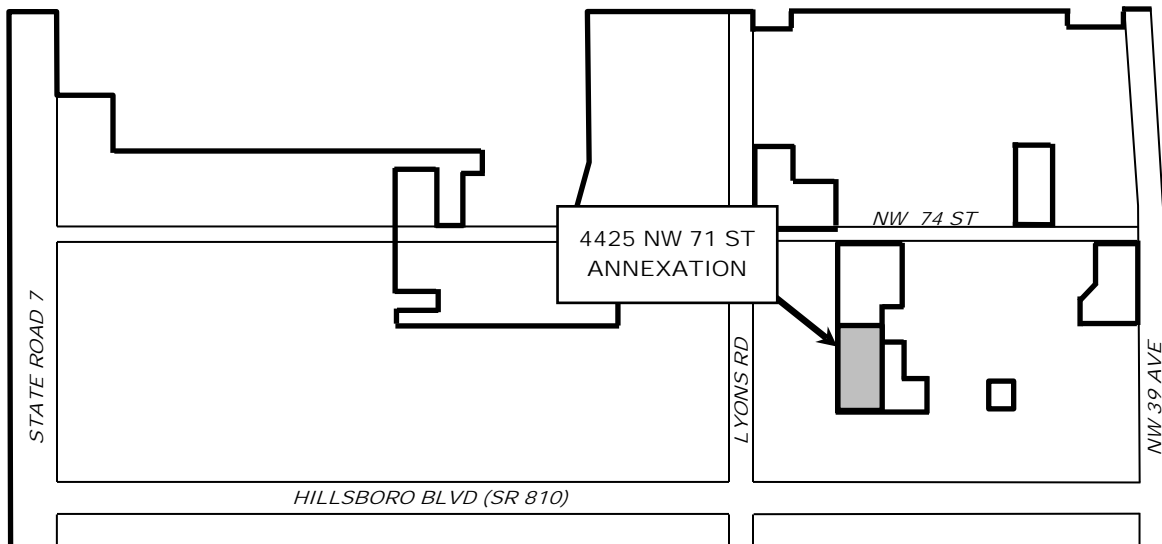 NW 74 ST
4425 NW 71 ST
ANNEXATION
STATE ROAD 7
LYONS RD
NW 39 AVE
HILLSBORO BLVD (SR 810)